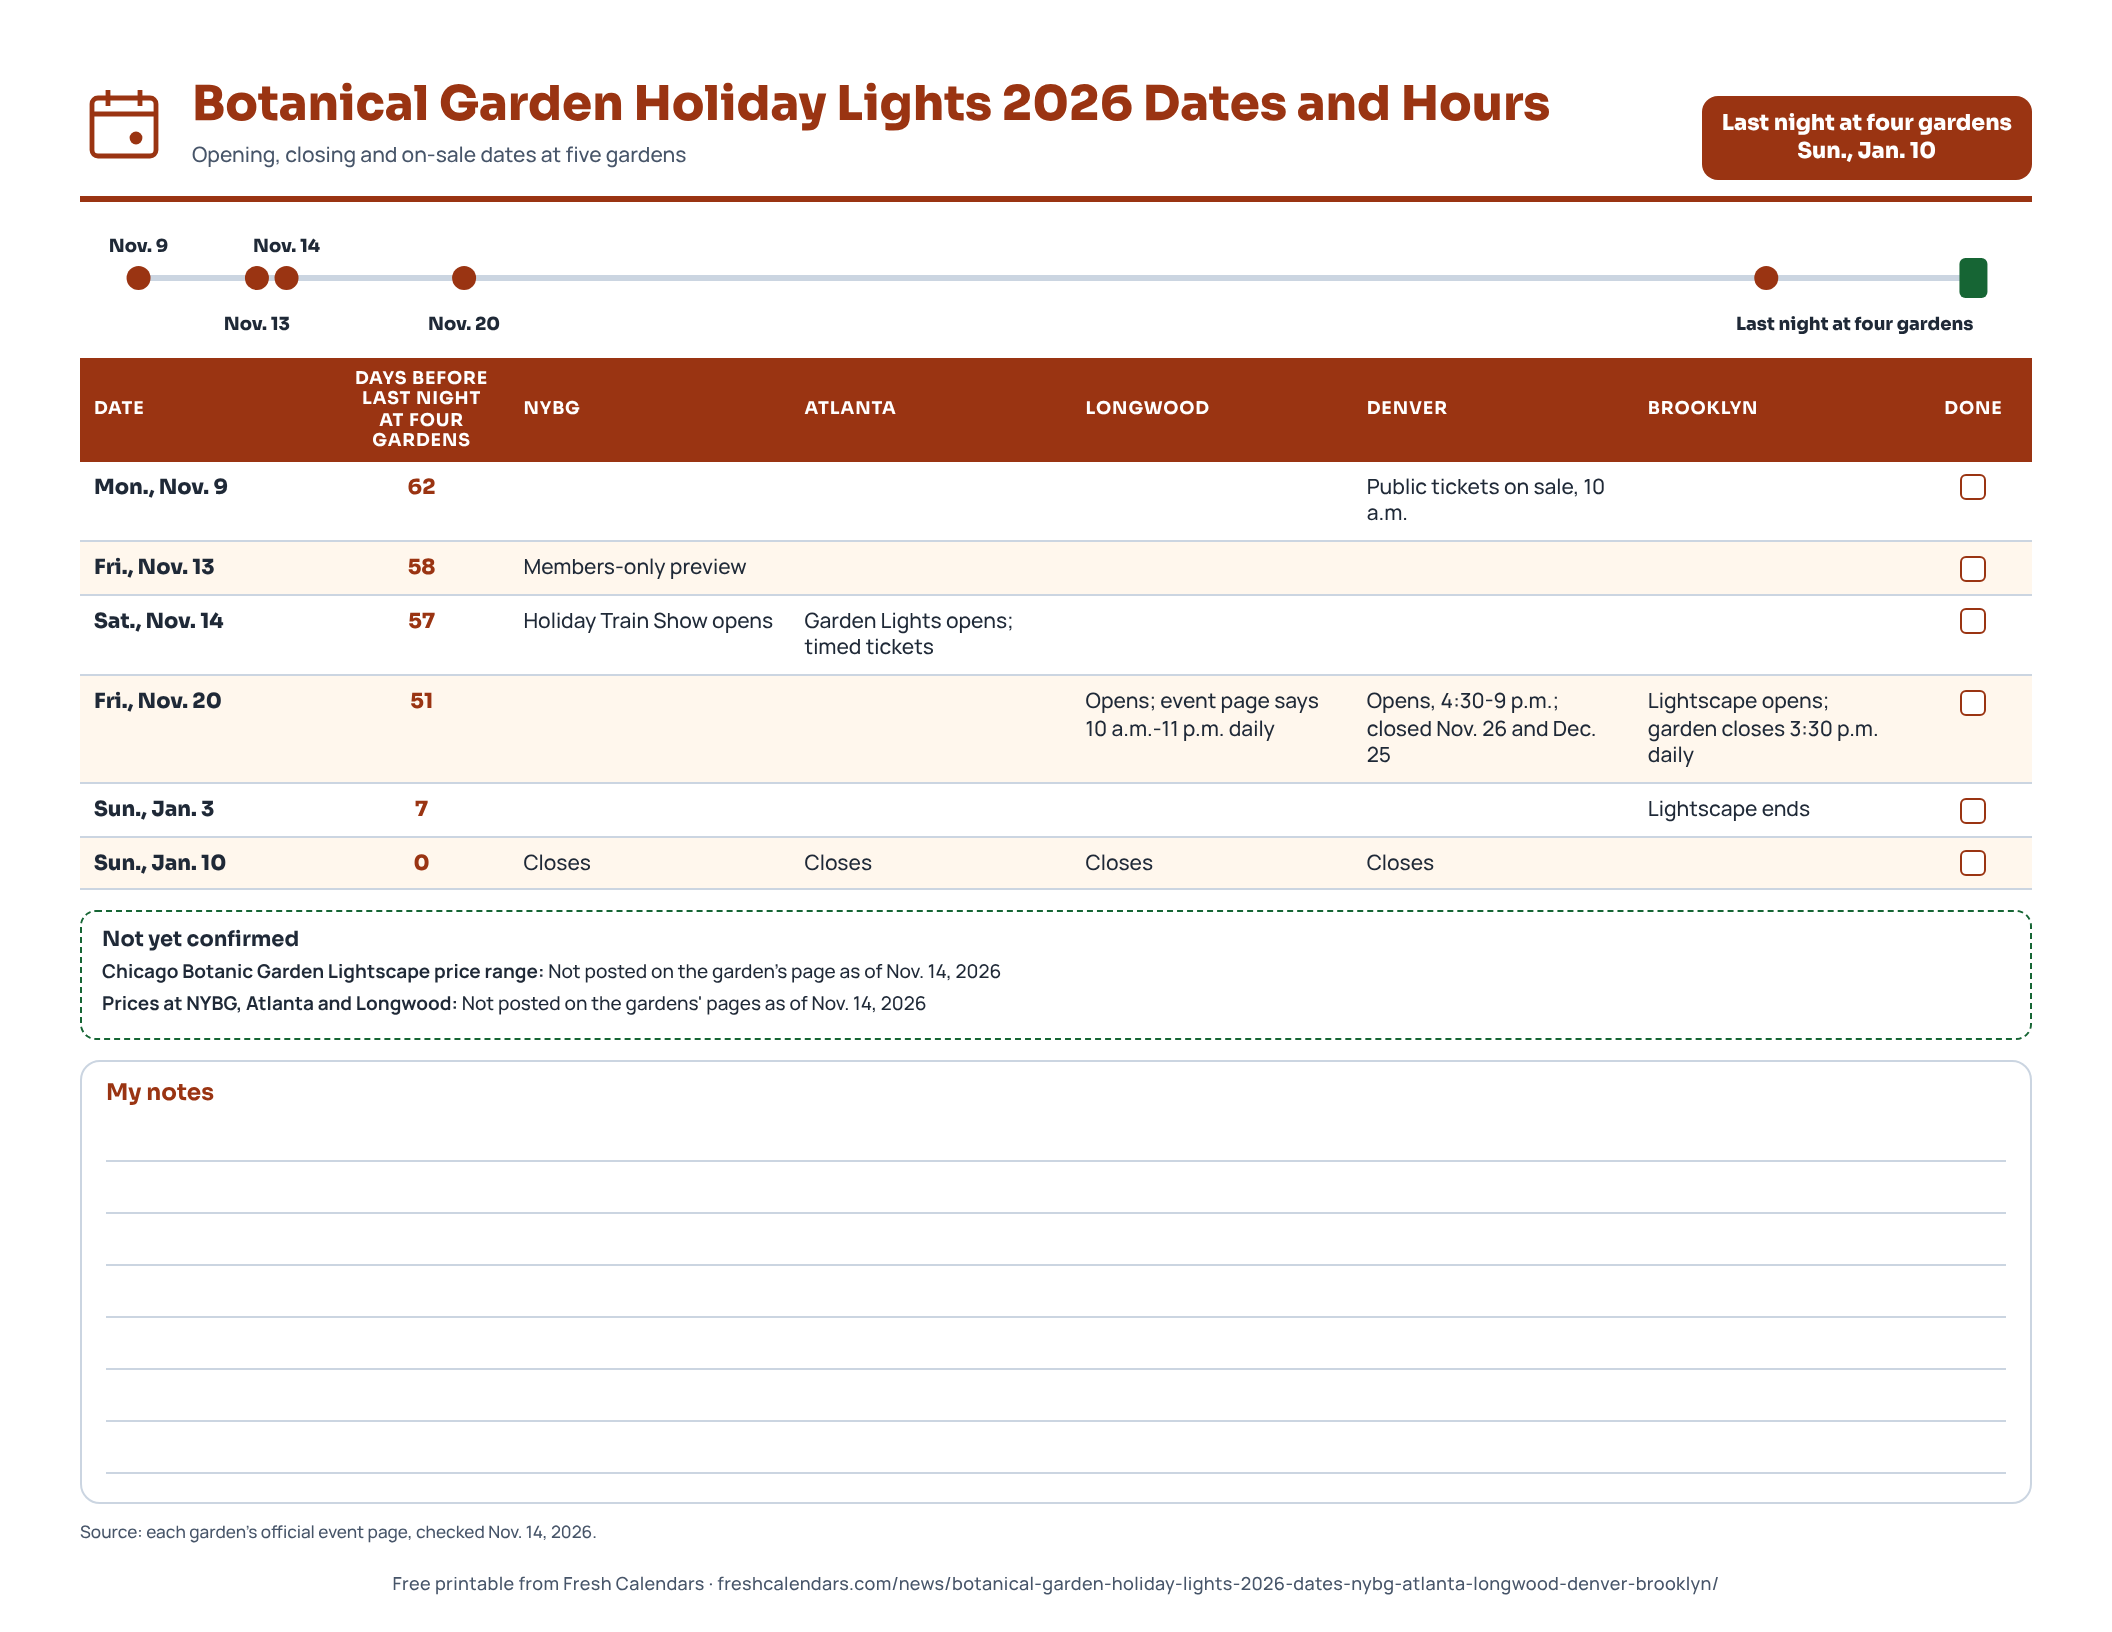 Botanical Garden Holiday Lights 2026 Dates and Hours
Opening, closing and on-sale dates at five gardens
Last night at four gardens
Sun., Jan. 10
Nov. 9
Nov. 14
Nov. 13
Nov. 20
Last night at four gardens
DATE
DAYS BEFORE
LAST NIGHT
AT FOUR
GARDENS
NYBG
ATLANTA
LONGWOOD
DENVER
BROOKLYN
DONE
Mon., Nov. 9
62
Public tickets on sale, 10
a.m.
Fri., Nov. 13
58
Members-only preview
Sat., Nov. 14
57
Holiday Train Show opens
Garden Lights opens;
timed tickets
Fri., Nov. 20
51
Opens; event page says
10 a.m.-11 p.m. daily
Opens, 4:30-9 p.m.;
closed Nov. 26 and Dec.
25
Lightscape opens;
garden closes 3:30 p.m.
daily
Sun., Jan. 3
7
Lightscape ends
Sun., Jan. 10
0
Closes
Closes
Closes
Closes
Not yet confirmed
Chicago Botanic Garden Lightscape price range: Not posted on the garden's page as of Nov. 14, 2026
Prices at NYBG, Atlanta and Longwood: Not posted on the gardens' pages as of Nov. 14, 2026
My notes
Source: each garden's official event page, checked Nov. 14, 2026.
Free printable from Fresh Calendars · freshcalendars.com/news/botanical-garden-holiday-lights-2026-dates-nybg-atlanta-longwood-denver-brooklyn/